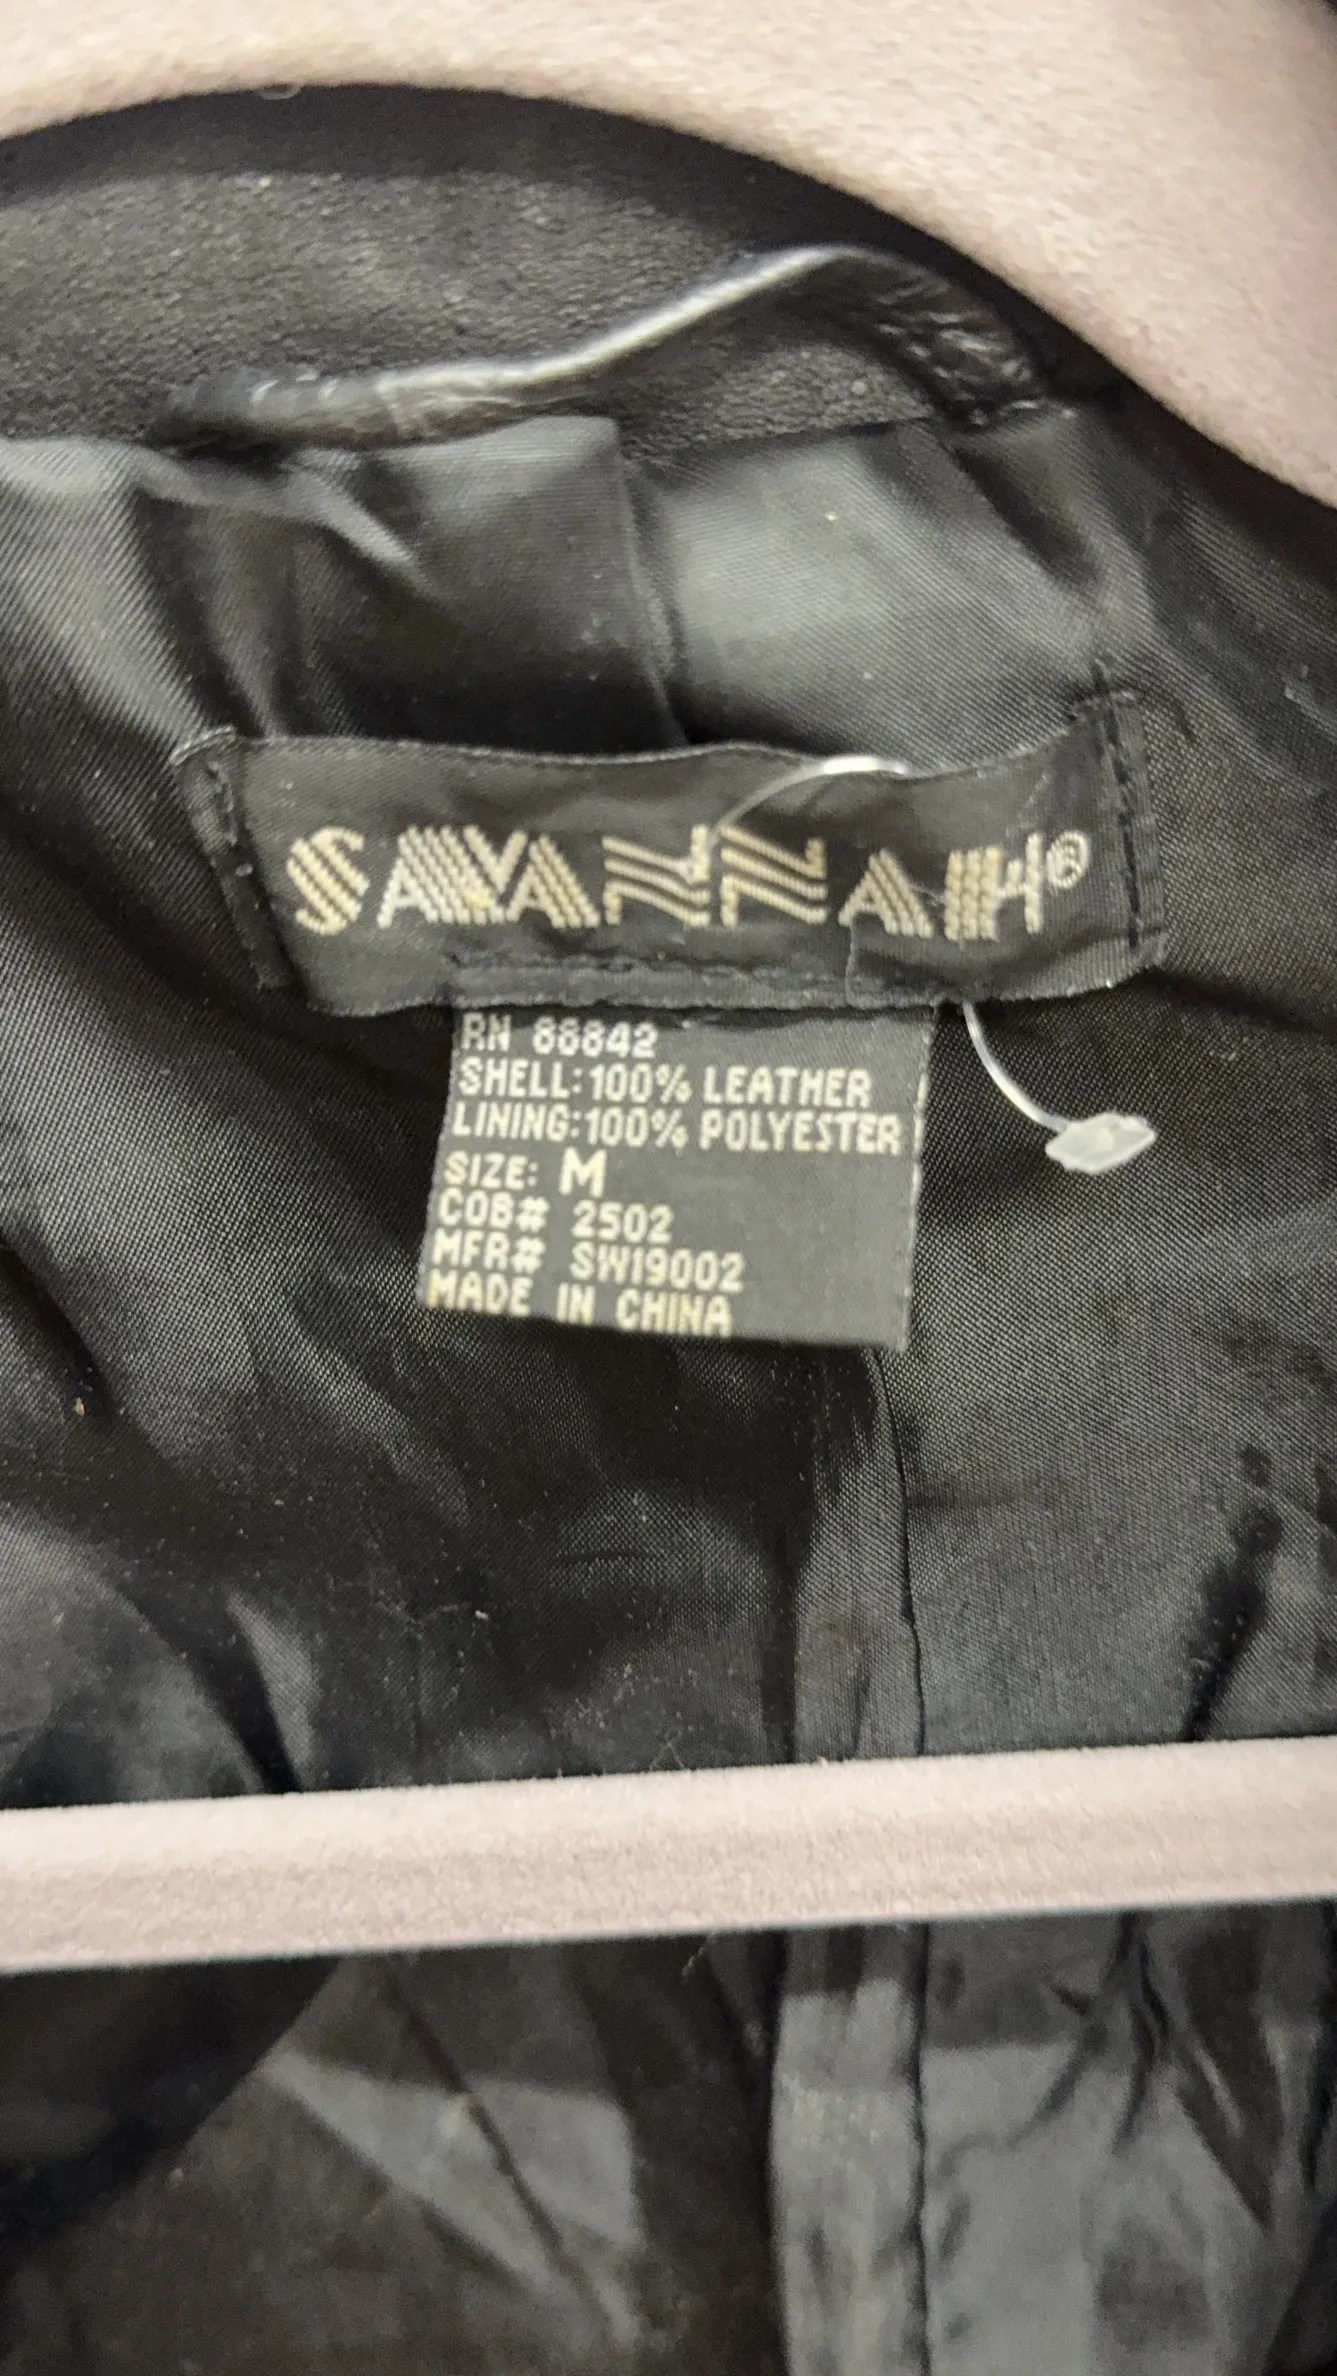 SAVANNAH®
RN 88842
SHELL:100% LEATHER
LINING:100% POLYESTER
SIZE: M
COB# 2502
MFR# SW19002
MADE IN CHINA